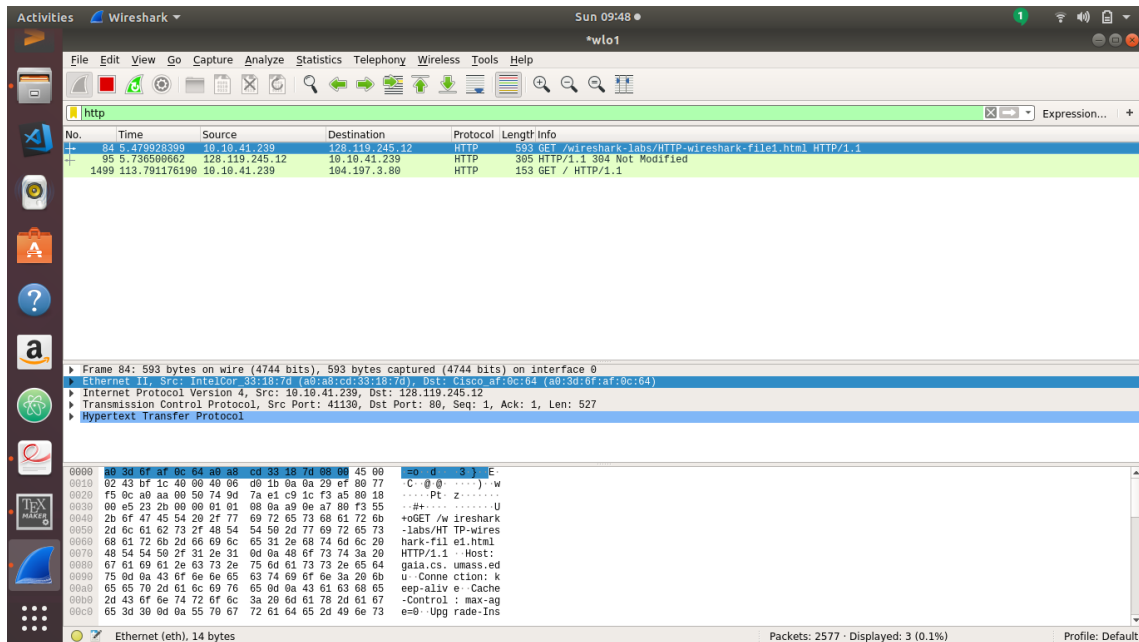 Activities Wireshark Sun 09:48 1
*wlo1
File Edit View Go Capture Analyze Statistics Telephony Wireless Tools Help
http Expression... +
No. Time Source Destination Protocol Length Info
84 5.479928399 10.10.41.239 128.119.245.12 HTTP 593 GET /wireshark-labs/HTTP-wireshark-file1.html HTTP/1.1
95 5.736500662 128.119.245.12 10.10.41.239 HTTP 305 HTTP/1.1 304 Not Modified
1499 113.791176190 10.10.41.239 104.197.3.80 HTTP 153 GET / HTTP/1.1
a
TEX
MAKER
Frame 84: 593 bytes on wire (4744 bits), 593 bytes captured (4744 bits) on interface 0
Ethernet II, Src: IntelCor_33:18:7d (a0:a8:cd:33:18:7d), Dst: Cisco_af:0c:64 (a0:3d:6f:af:0c:64)
Internet Protocol Version 4, Src: 10.10.41.239, Dst: 128.119.245.12
Transmission Control Protocol, Src Port: 41130, Dst Port: 80, Seq: 1, Ack: 1, Len: 527
Hypertext Transfer Protocol
0000 a0 3d 6f af 0c 64 a0 a8 cd 33 18 7d 08 00 45 00 ·=o··d·· ·3·}··E·
0010 02 43 bf 1c 40 00 40 06 d0 1b 0a 0a 29 ef 80 77 ·C··@·@· ····)··w
0020 f5 0c a0 aa 00 50 74 9d 7a e1 c9 1c f3 a5 80 18 ·····Pt· z·······
0030 00 e5 23 2b 00 00 01 01 08 0a a9 0e a7 80 f3 55 ··#+···· ·······U
0040 2b 6f 47 45 54 20 2f 77 69 72 65 73 68 61 72 6b +oGET /w ireshark
0050 2d 6c 61 62 73 2f 48 54 54 50 2d 77 69 72 65 73 -labs/HT TP-wires
0060 68 61 72 6b 2d 66 69 6c 65 31 2e 68 74 6d 6c 20 hark-fil e1.html
0070 48 54 54 50 2f 31 2e 31 0d 0a 48 6f 73 74 3a 20 HTTP/1.1 ··Host:
0080 67 61 69 61 2e 63 73 2e 75 6d 61 73 73 2e 65 64 gaia.cs. umass.ed
0090 75 0d 0a 43 6f 6e 6e 65 63 74 69 6f 6e 3a 20 6b u··Conne ction: k
00a0 65 65 70 2d 61 6c 69 76 65 0d 0a 43 61 63 68 65 eep-aliv e··Cache
00b0 2d 43 6f 6e 74 72 6f 6c 3a 20 6d 61 78 2d 61 67 -Control : max-ag
00c0 65 3d 30 0d 0a 55 70 67 72 61 64 65 2d 49 6e 73 e=0··Upg rade-Ins
Ethernet (eth), 14 bytes Packets: 2577 · Displayed: 3 (0.1%) Profile: Default